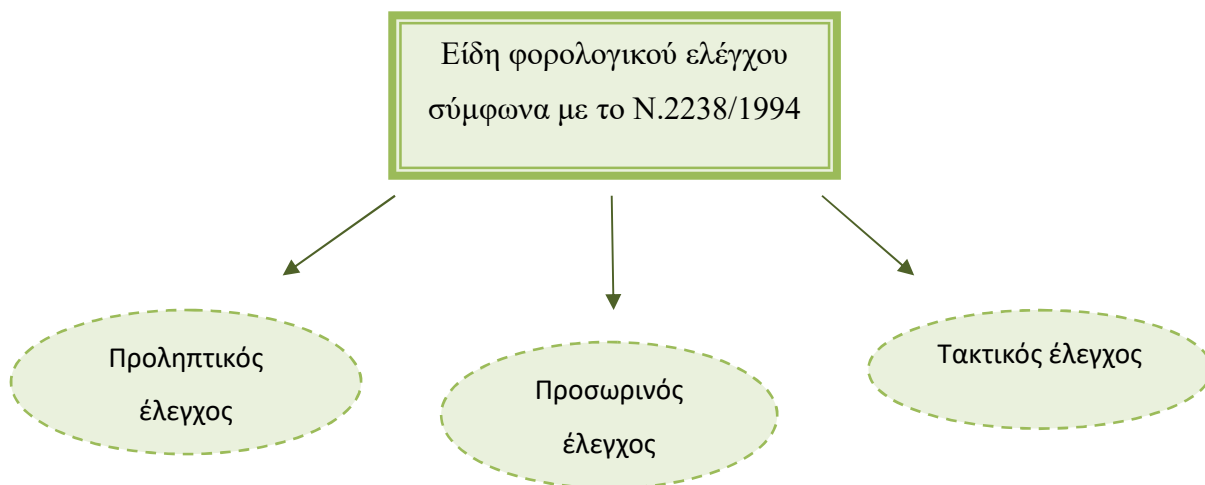 Είδη φορολογικού ελέγχου
σύμφωνα με το Ν.2238/1994
Προληπτικός
έλεγχος
Προσωρινός
έλεγχος
Τακτικός έλεγχος